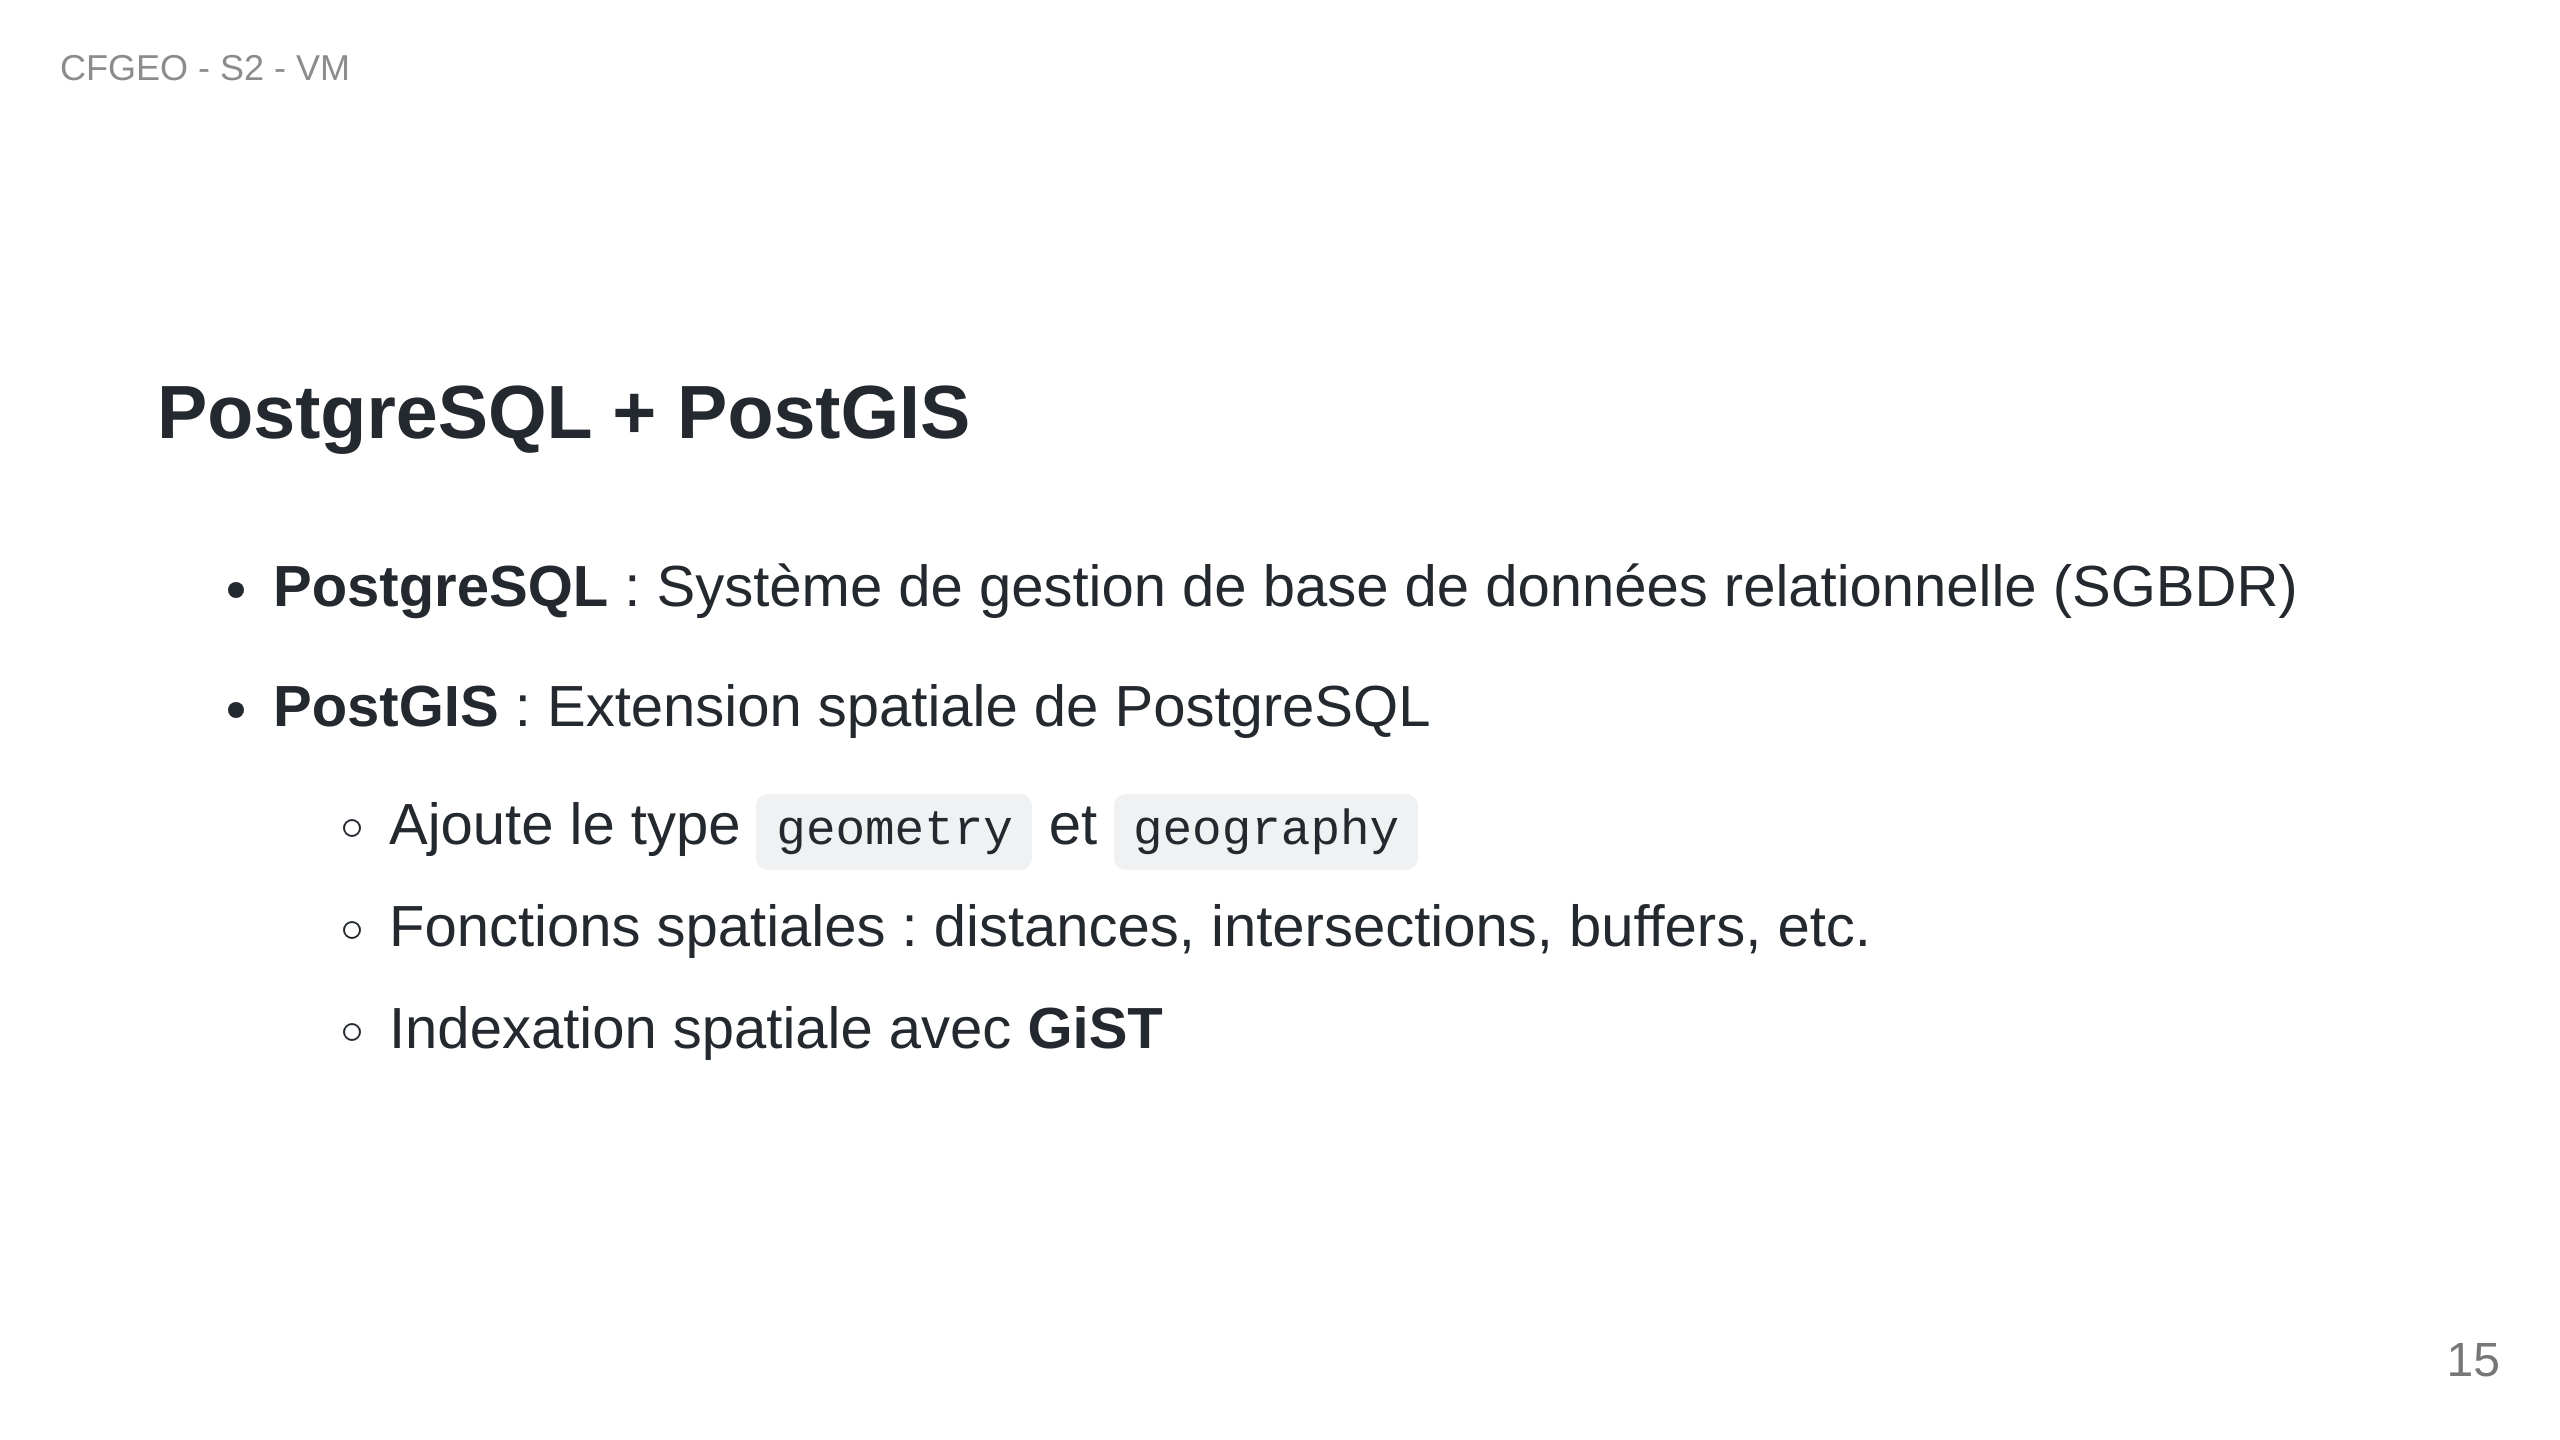 CFGEO - S2 - VM
PostgreSQL + PostGIS
• PostgreSQL : Système de gestion de base de données relationnelle (SGBDR)
• PostGIS : Extension spatiale de PostgreSQL
◦ Ajoute le type geometry et geography
◦ Fonctions spatiales : distances, intersections, buffers, etc.
◦ Indexation spatiale avec GiST
15